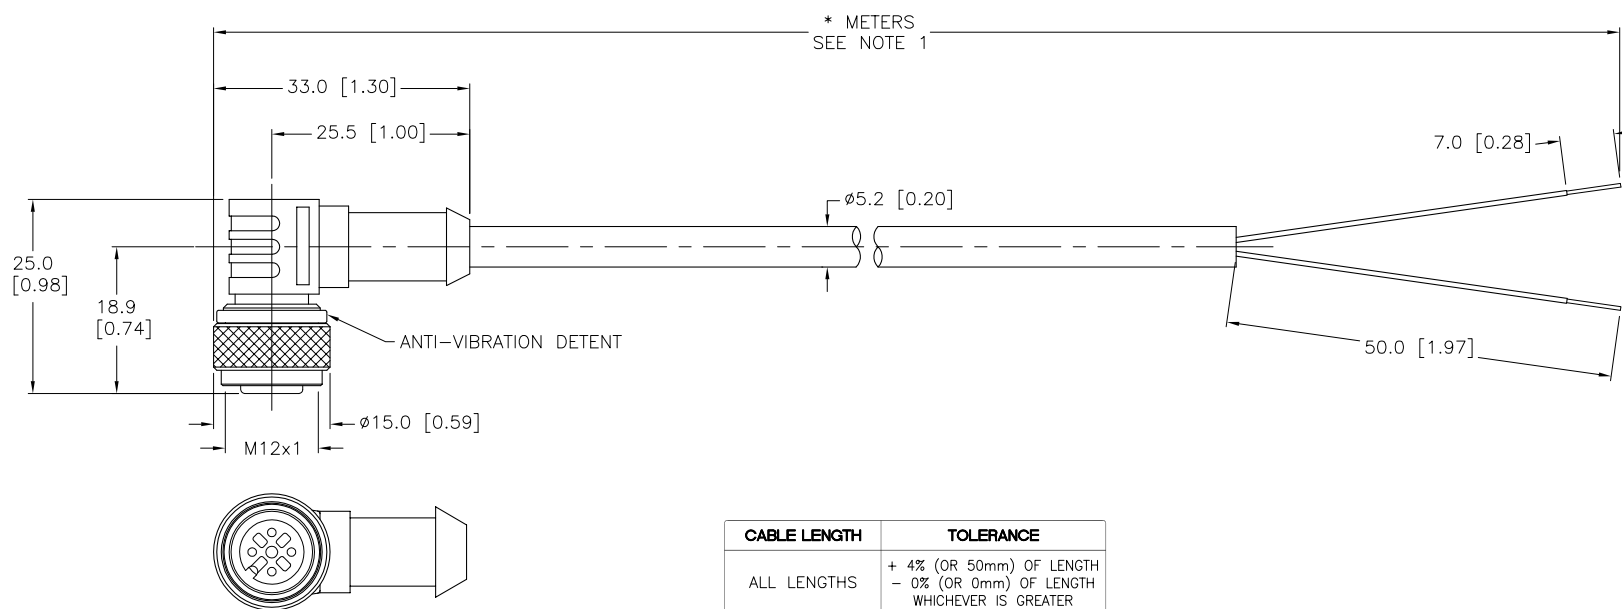 * METERS
SEE NOTE 1
33.0 [1.30]
25.5 [1.00]
7.0 [0.28]
ø5.2 [0.20]
25.0
[0.98]
18.9
[0.74]
ANTI-VIBRATION DETENT
50.0 [1.97]
ø15.0 [0.59]
M12x1
CABLE LENGTH TOLERANCE
ALL LENGTHS
+ 4% (OR 50mm) OF LENGTH
- 0% (OR 0mm) OF LENGTH
WHICHEVER IS GREATER